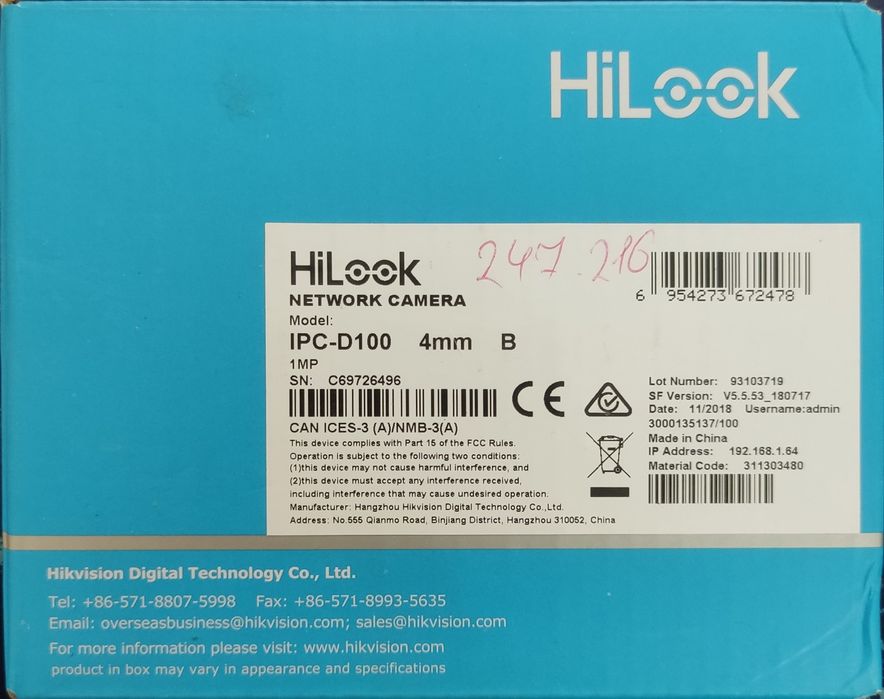 HiLook
HiLook
247.216
NETWORK CAMERA
6 954273 672478
Model:
IPC-D100 4mm B
1MP
SN: C69726496
CE
CAN ICES-3 (A)/NMB-3(A)
This device complies with Part 15 of the FCC Rules.
Operation is subject to the following two conditions:
(1)this device may not cause harmful interference, and
(2)this device must accept any interference received,
including interference that may cause undesired operation.
Manufacturer: Hangzhou Hikvision Digital Technology Co.,Ltd.
Address: No.555 Qianmo Road, Binjiang District, Hangzhou 310052, China
Lot Number: 93103719
SF Version: V5.5.53_180717
Date: 11/2018 Username:admin
3000135137/100
Made in China
IP Address: 192.168.1.64
Material Code: 311303480
Hikvision Digital Technology Co., Ltd.
Tel: +86-571-8807-5998 Fax: +86-571-8993-5635
Email: overseasbusiness@hikvision.com; sales@hikvision.com
For more information please visit: www.hikvision.com
product in box may vary in appearance and specifications